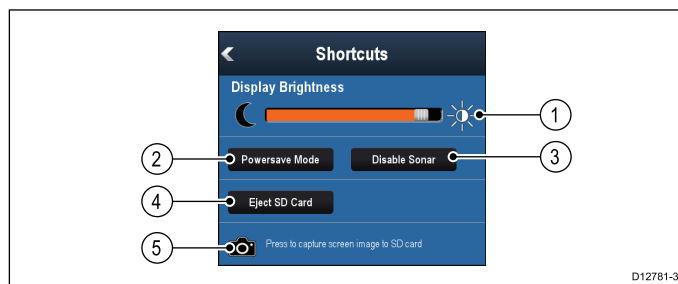 Shortcuts
Display Brightness
1
2
Powersave Mode
Disable Sonar
3
4
Eject SD Card
5
Press to capture screen image to SD card
D12781-3